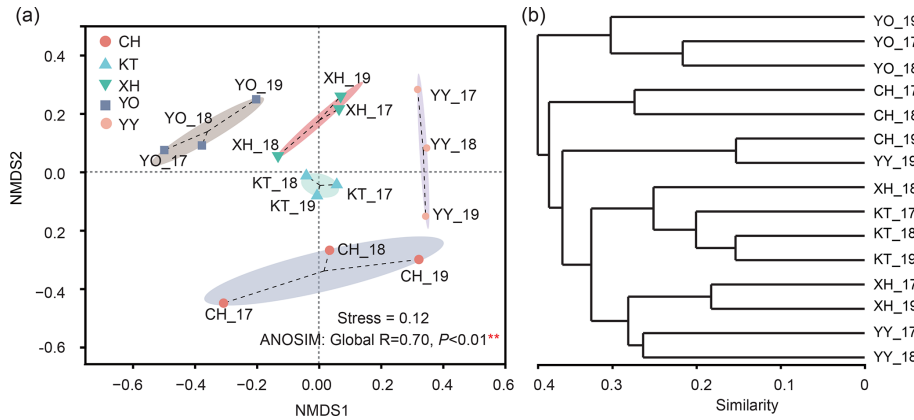 (a)
CH
KT
XH
YO
YY
0.4
0.2
0.0
0.2
−0.4
-0.6
NMDS2
YO_19
YO_18
YO_17
XH_19
XH_17
XH_18
YY_17
YY_18
YY_19
KT_18
KT_17
KT_19
CH_18
CH_19
CH_17
Stress = 0.12
ANOSIM: Global R=0.70, P<0.01**
−0.6
−0.4
−0.2
0.00
0.2
0.4
0.6
NMDS1
(b)
YO_19
YO_17
YO_18
CH_17
CH_18
CH_19
YY_19
XH_18
KT_17
KT_18
KT_19
XH_17
XH_19
YY_17
YY_18
0.4
0.3
0.2
0.1
0
Similarity